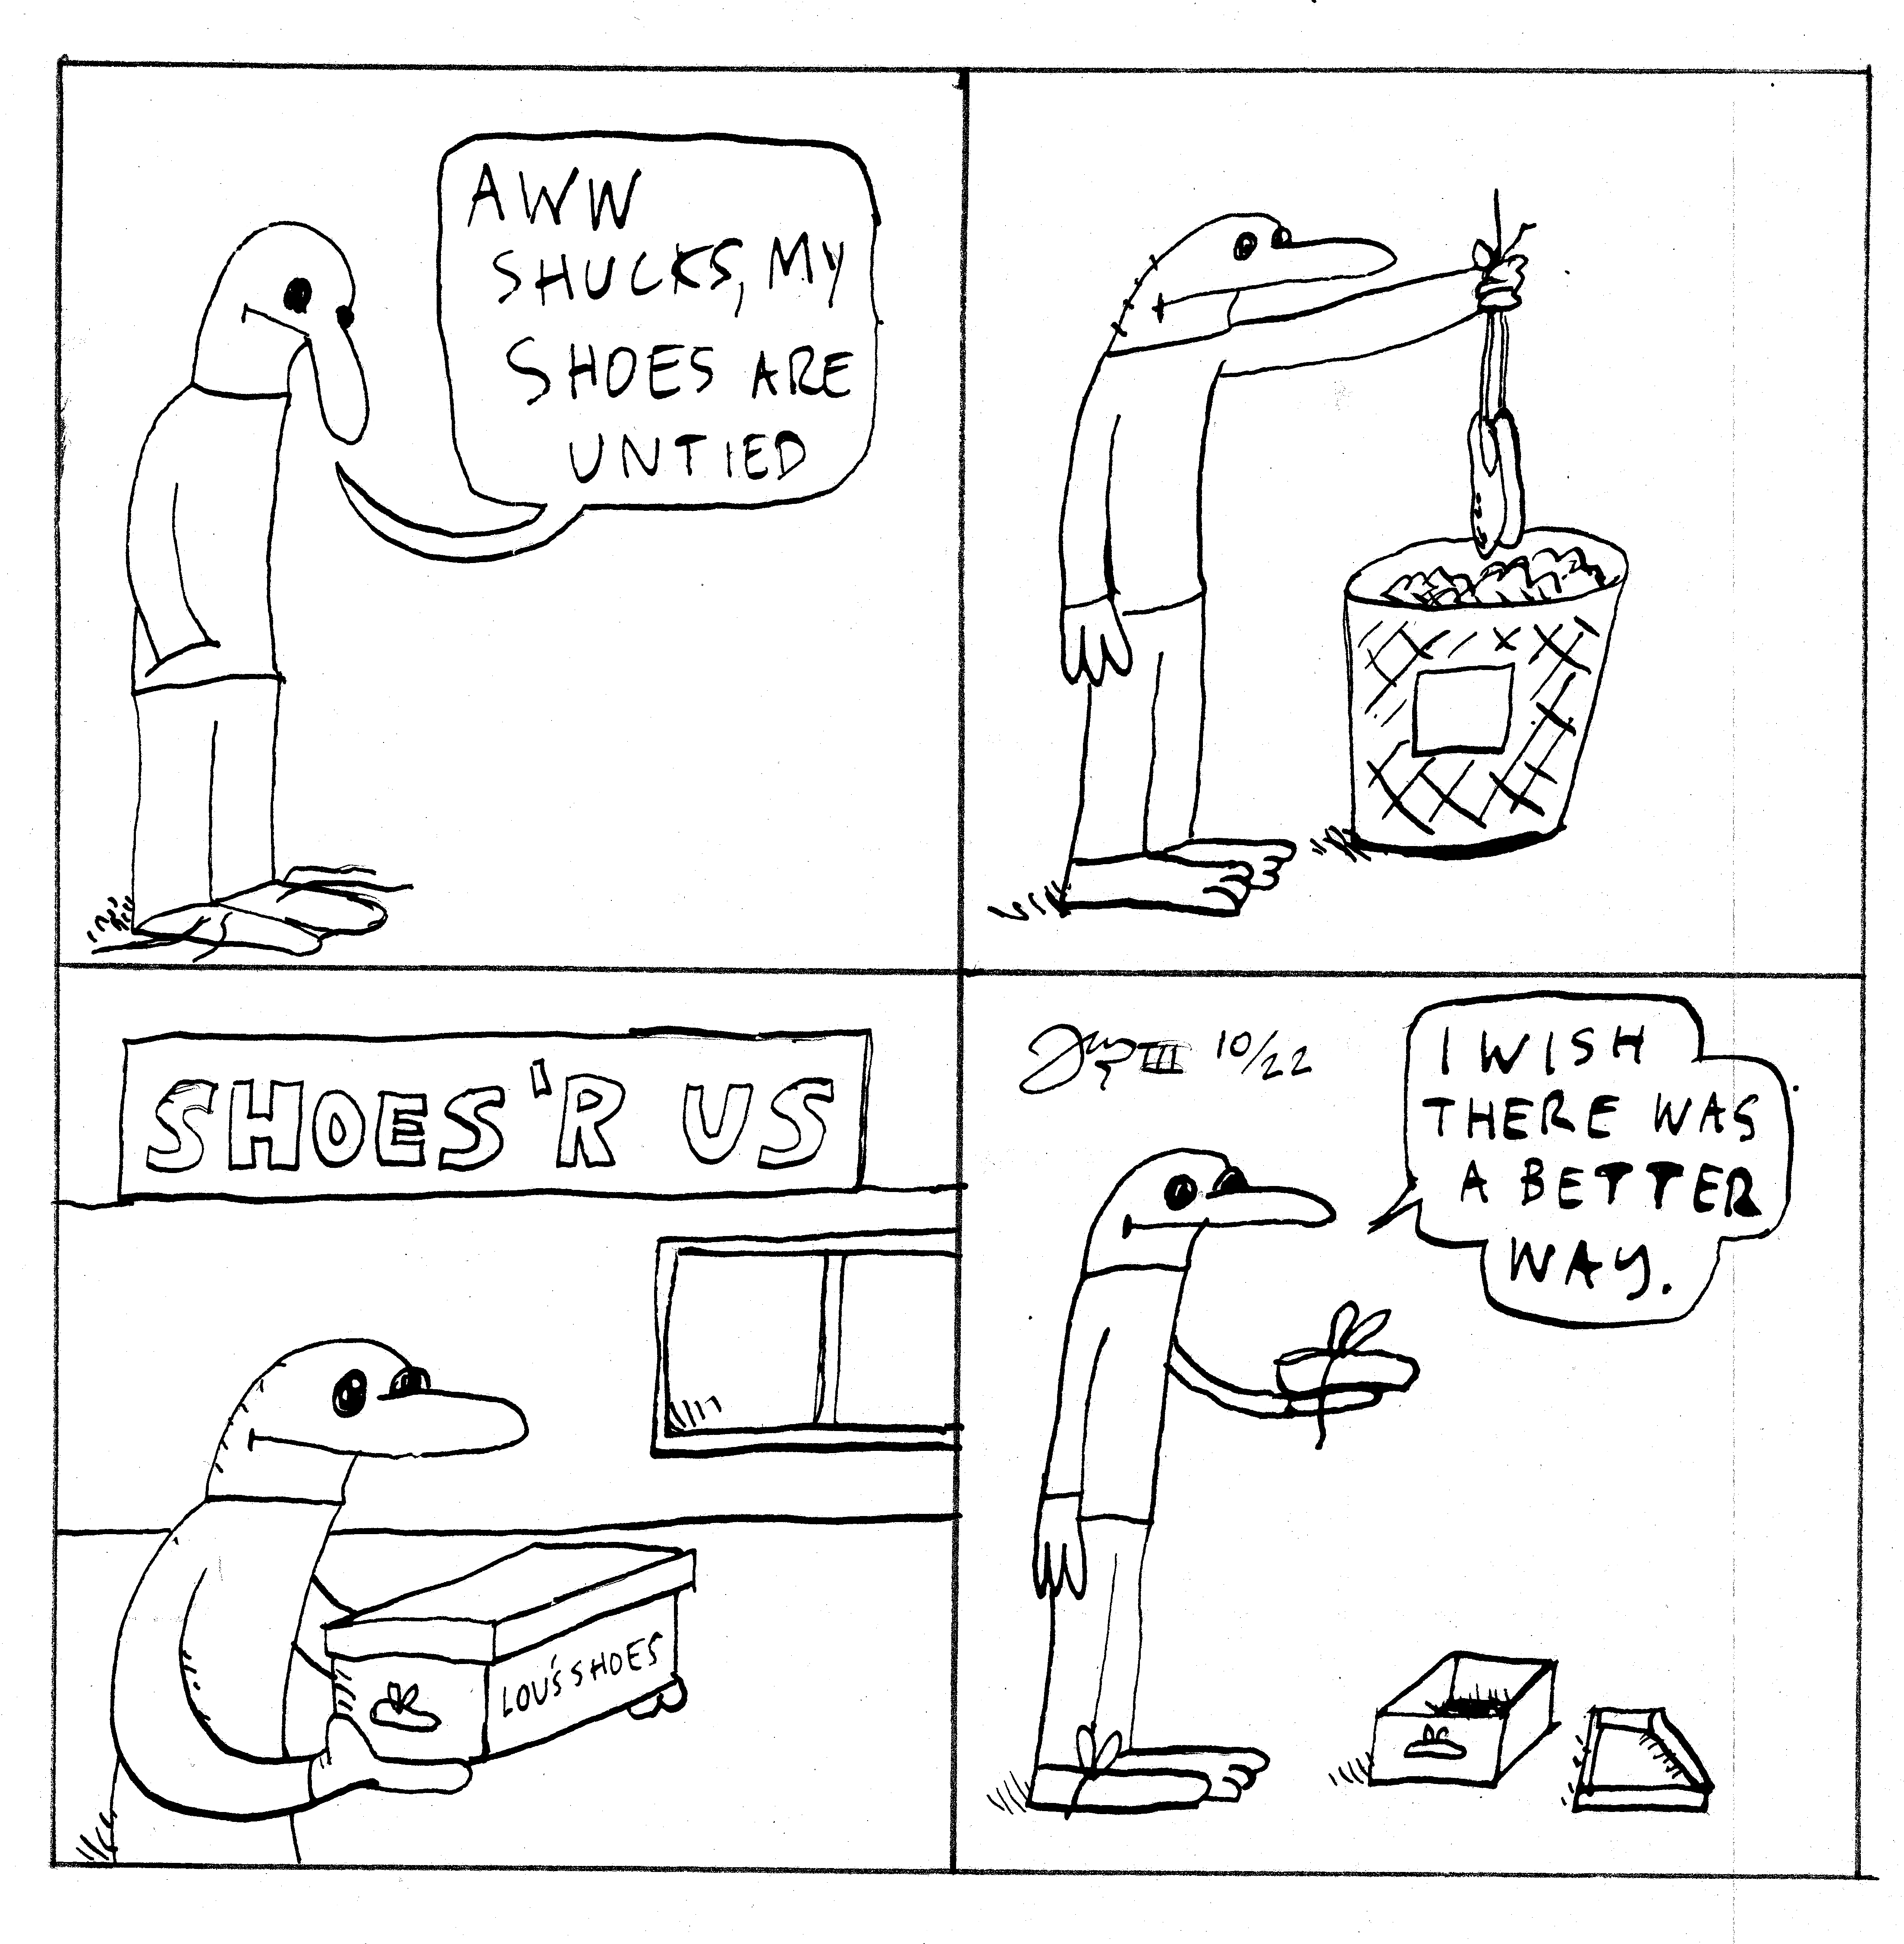 AWW
SHUCKS, MY
SHOES ARE
UNTIED
SHOES 'R US
LOU'S SHOES
10/22
I WISH
THERE WAS
A BETTER
WAY.